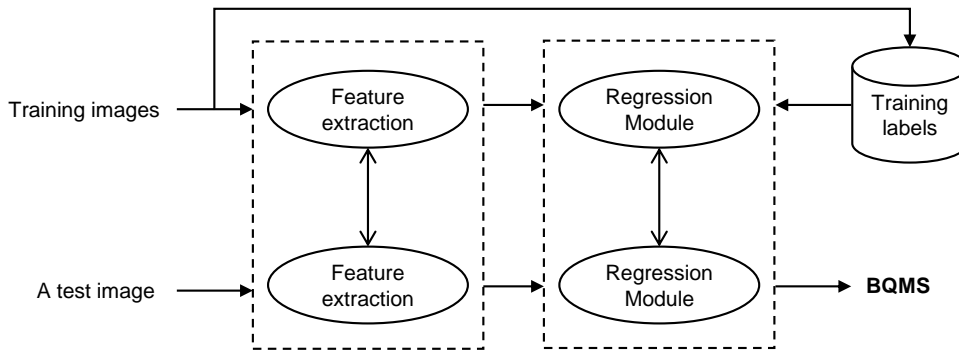 Training images
Feature
extraction
Regression
Module
Training
labels
A test image
Feature
extraction
Regression
Module
BQMS